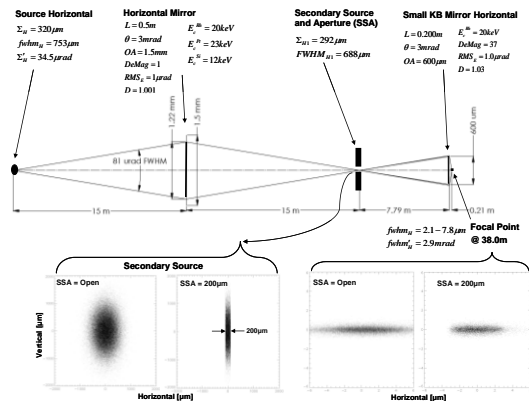 Source Horizontal
Σ_H = 320μm
fwhm_H = 753μm
Σ'_H = 34.5μrad
Horizontal Mirror
L = 0.5m
θ = 3mrad
OA = 1.5mm
DeMag = 1
RMS_E = 1μrad
D = 1.001
E_c^Rh = 20keV
E_c^Pt = 23keV
E_c^Si = 12keV
Secondary Source
and Aperture (SSA)
Σ_H1 = 292μm
FWHM_H1 = 688μm
Small KB Mirror Horizontal
L = 0.200m
θ = 3mrad
OA = 600μm
E_c^Rh = 20keV
DeMag = 37
RMS_E = 1.0μrad
D = 1.03
81 urad FWHM
1.22 mm
1.5 mm
600 um
15 m
15 m
7.79 m
0.21 m
fwhm_H = 2.1−7.8μm
fwhm'_H = 2.9mrad
Focal Point
@ 38.0m
Secondary Source
SSA = Open
SSA = 200μm
200μm
Vertical [μm]
Horizontal [μm]
SSA = Open
SSA = 200μm
Horizontal [μm]